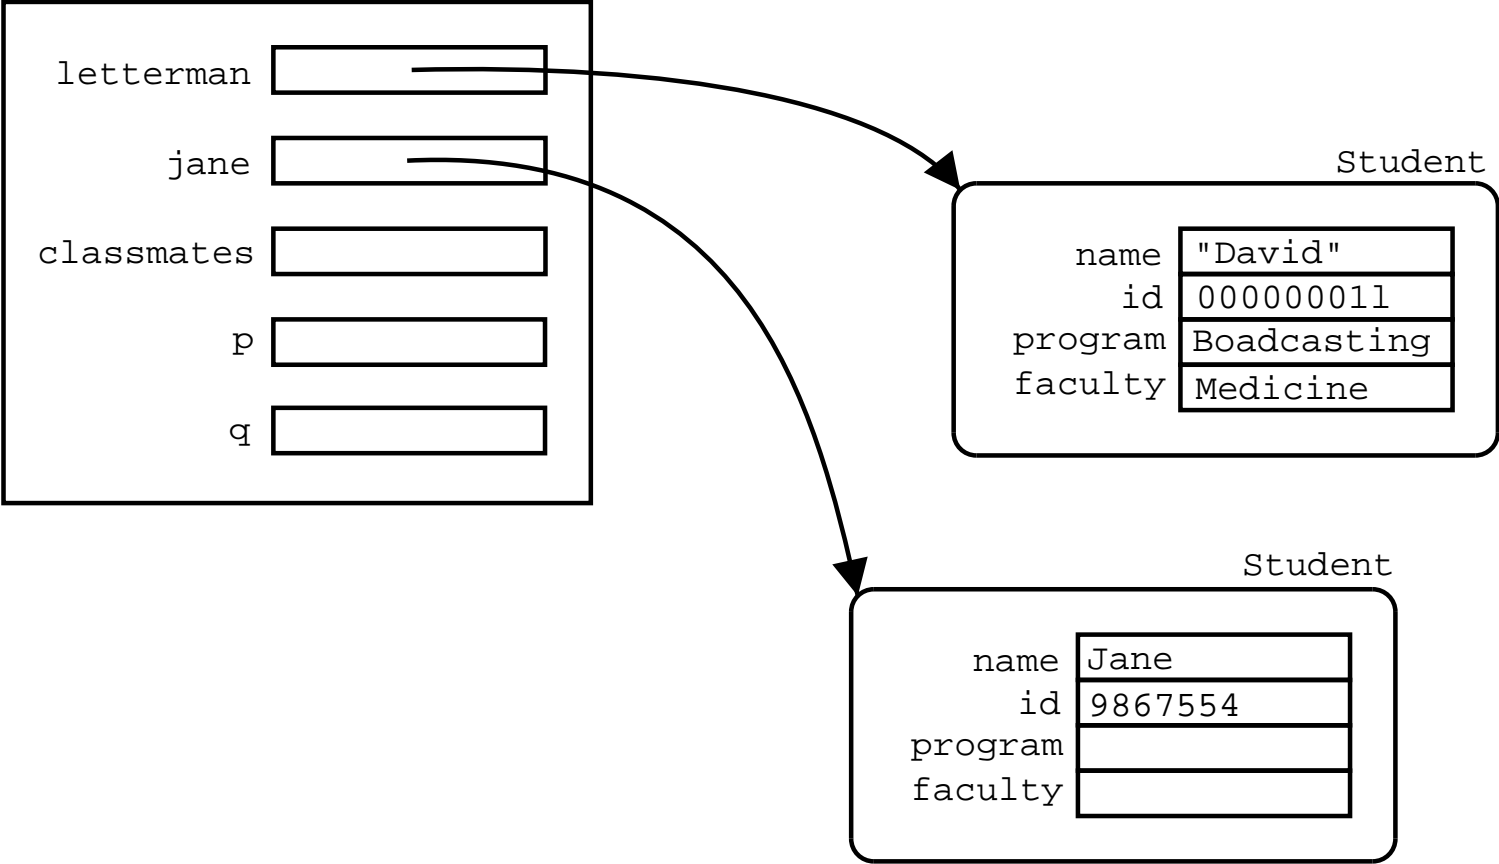 letterman
jane
classmates
p
q
Student
name "David"
id 00000001l
program Boadcasting
faculty Medicine
Student
name Jane
id 9867554
program
faculty